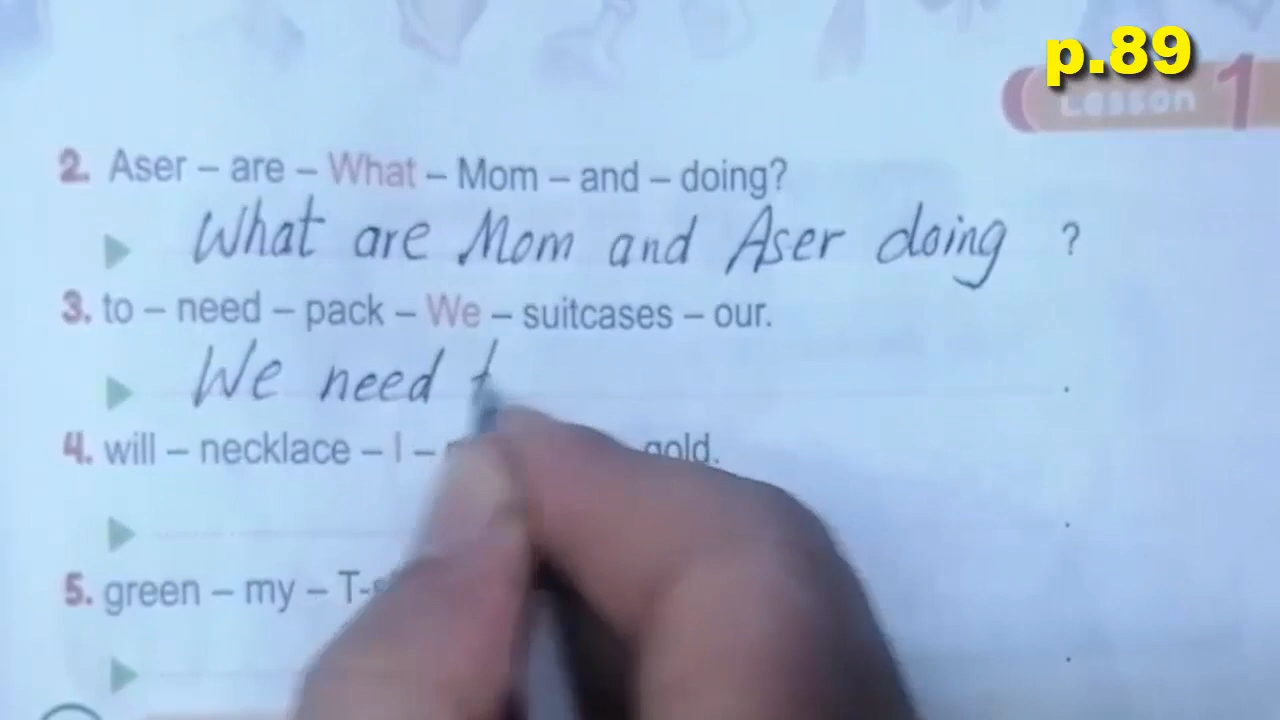 p.89
Lesson 1
2. Aser – are – What – Mom – and – doing?
What are Mom and Aser doing ?
3. to – need – pack – We – suitcases – our.
We need t .
4. will – necklace – I – gold.
.
5. green – my –
.